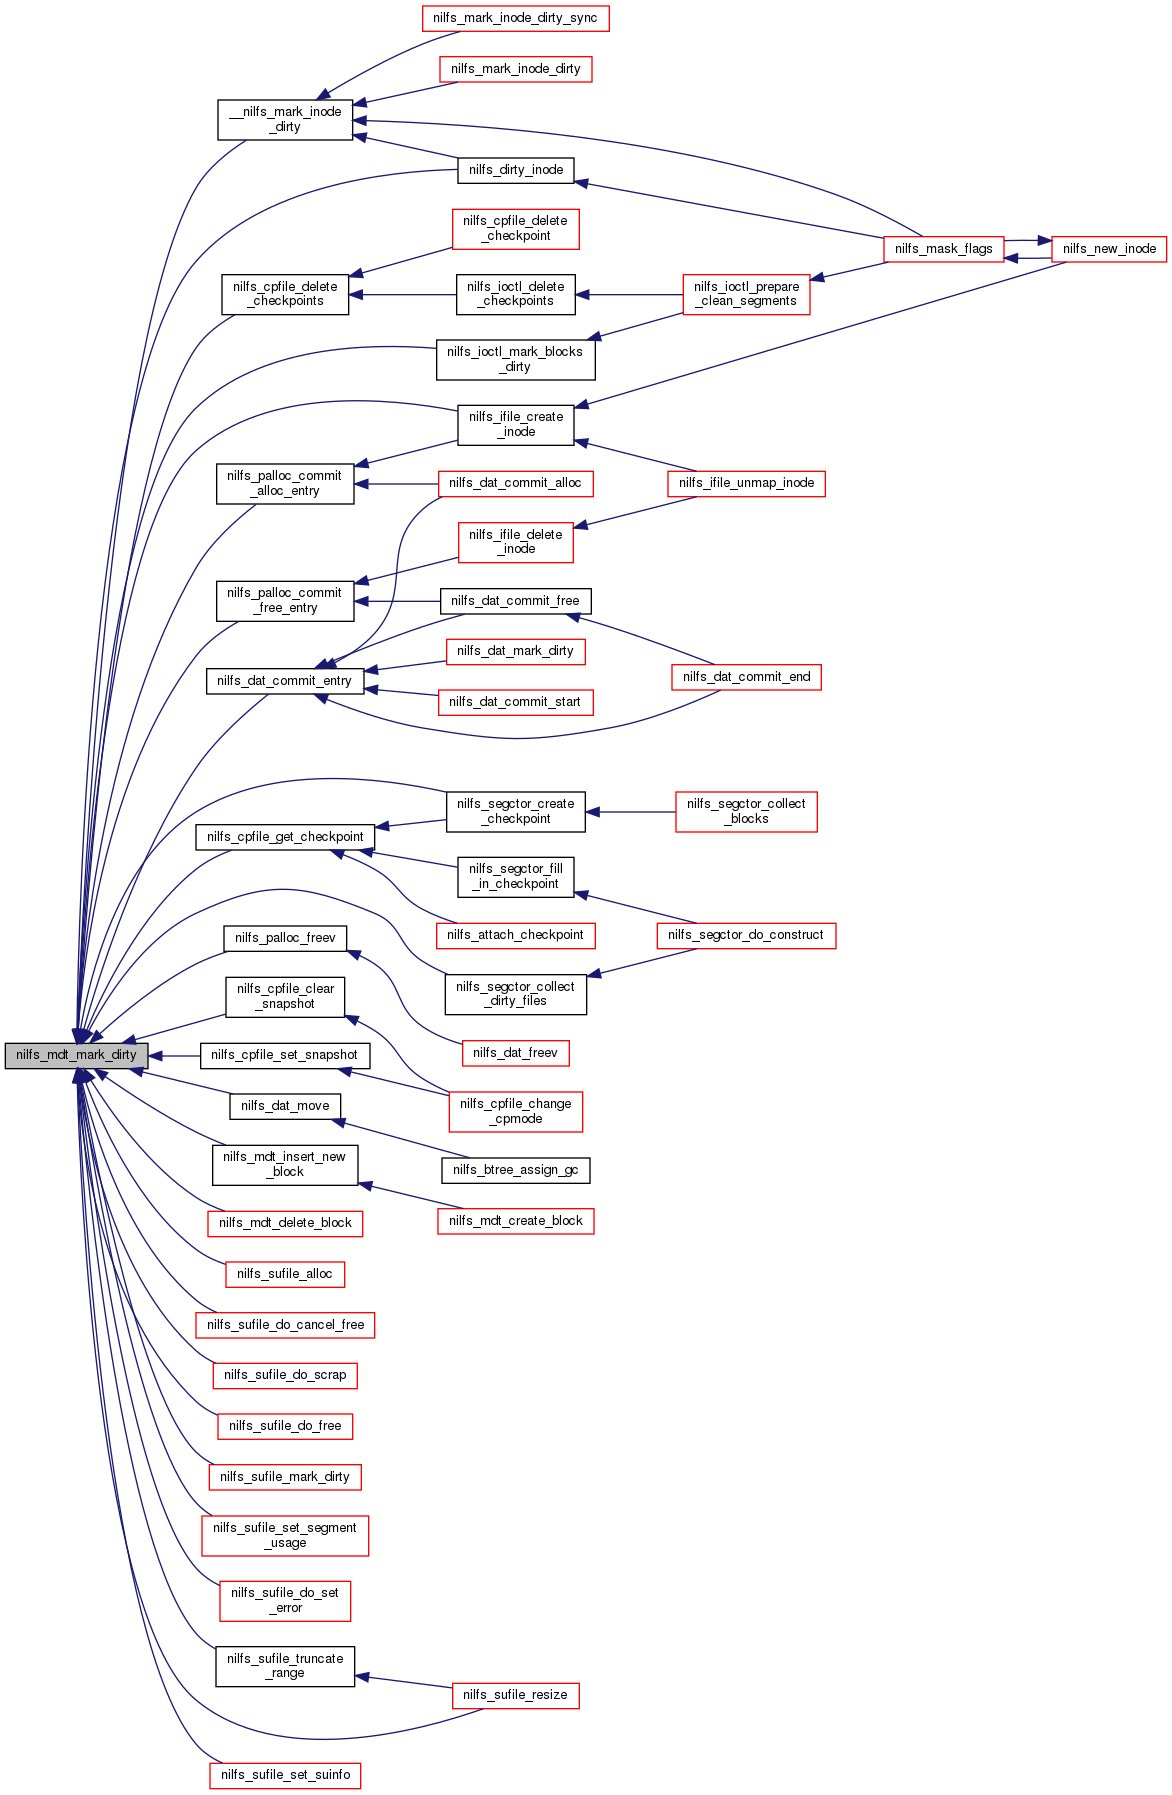 nilfs_mark_inode_dirty_sync
nilfs_mark_inode_dirty
__nilfs_mark_inode
_dirty
nilfs_dirty_inode
nilfs_cpfile_delete
_checkpoint
nilfs_mask_flags
nilfs_new_inode
nilfs_cpfile_delete
_checkpoints
nilfs_ioctl_delete
_checkpoints
nilfs_ioctl_prepare
_clean_segments
nilfs_ioctl_mark_blocks
_dirty
nilfs_ifile_create
_inode
nilfs_palloc_commit
_alloc_entry
nilfs_dat_commit_alloc
nilfs_ifile_unmap_inode
nilfs_ifile_delete
_inode
nilfs_palloc_commit
_free_entry
nilfs_dat_commit_free
nilfs_dat_mark_dirty
nilfs_dat_commit_entry
nilfs_dat_commit_end
nilfs_dat_commit_start
nilfs_segctor_create
_checkpoint
nilfs_segctor_collect
_blocks
nilfs_cpfile_get_checkpoint
nilfs_segctor_fill
_in_checkpoint
nilfs_attach_checkpoint
nilfs_segctor_do_construct
nilfs_palloc_freev
nilfs_segctor_collect
_dirty_files
nilfs_cpfile_clear
_snapshot
nilfs_mdt_mark_dirty
nilfs_cpfile_set_snapshot
nilfs_dat_freev
nilfs_dat_move
nilfs_cpfile_change
_cpmode
nilfs_mdt_insert_new
_block
nilfs_btree_assign_gc
nilfs_mdt_delete_block
nilfs_mdt_create_block
nilfs_sufile_alloc
nilfs_sufile_do_cancel_free
nilfs_sufile_do_scrap
nilfs_sufile_do_free
nilfs_sufile_mark_dirty
nilfs_sufile_set_segment
_usage
nilfs_sufile_do_set
_error
nilfs_sufile_truncate
_range
nilfs_sufile_resize
nilfs_sufile_set_suinfo